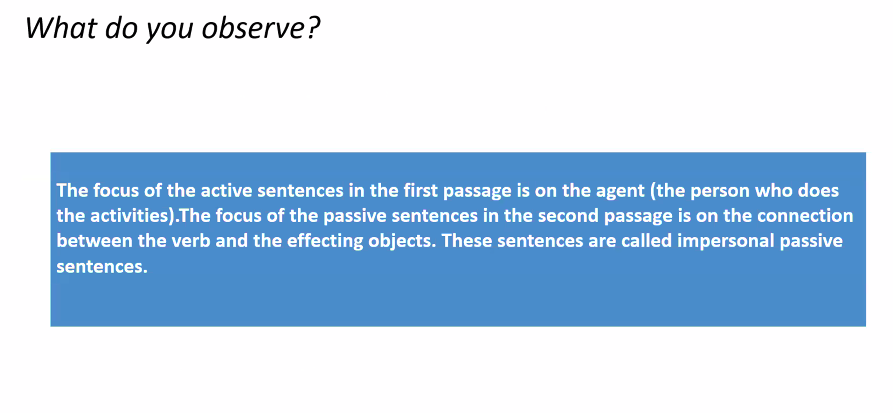 What do you observe?
The focus of the active sentences in the first passage is on the agent (the person who does
the activities).The focus of the passive sentences in the second passage is on the connection
between the verb and the effecting objects. These sentences are called impersonal passive
sentences.